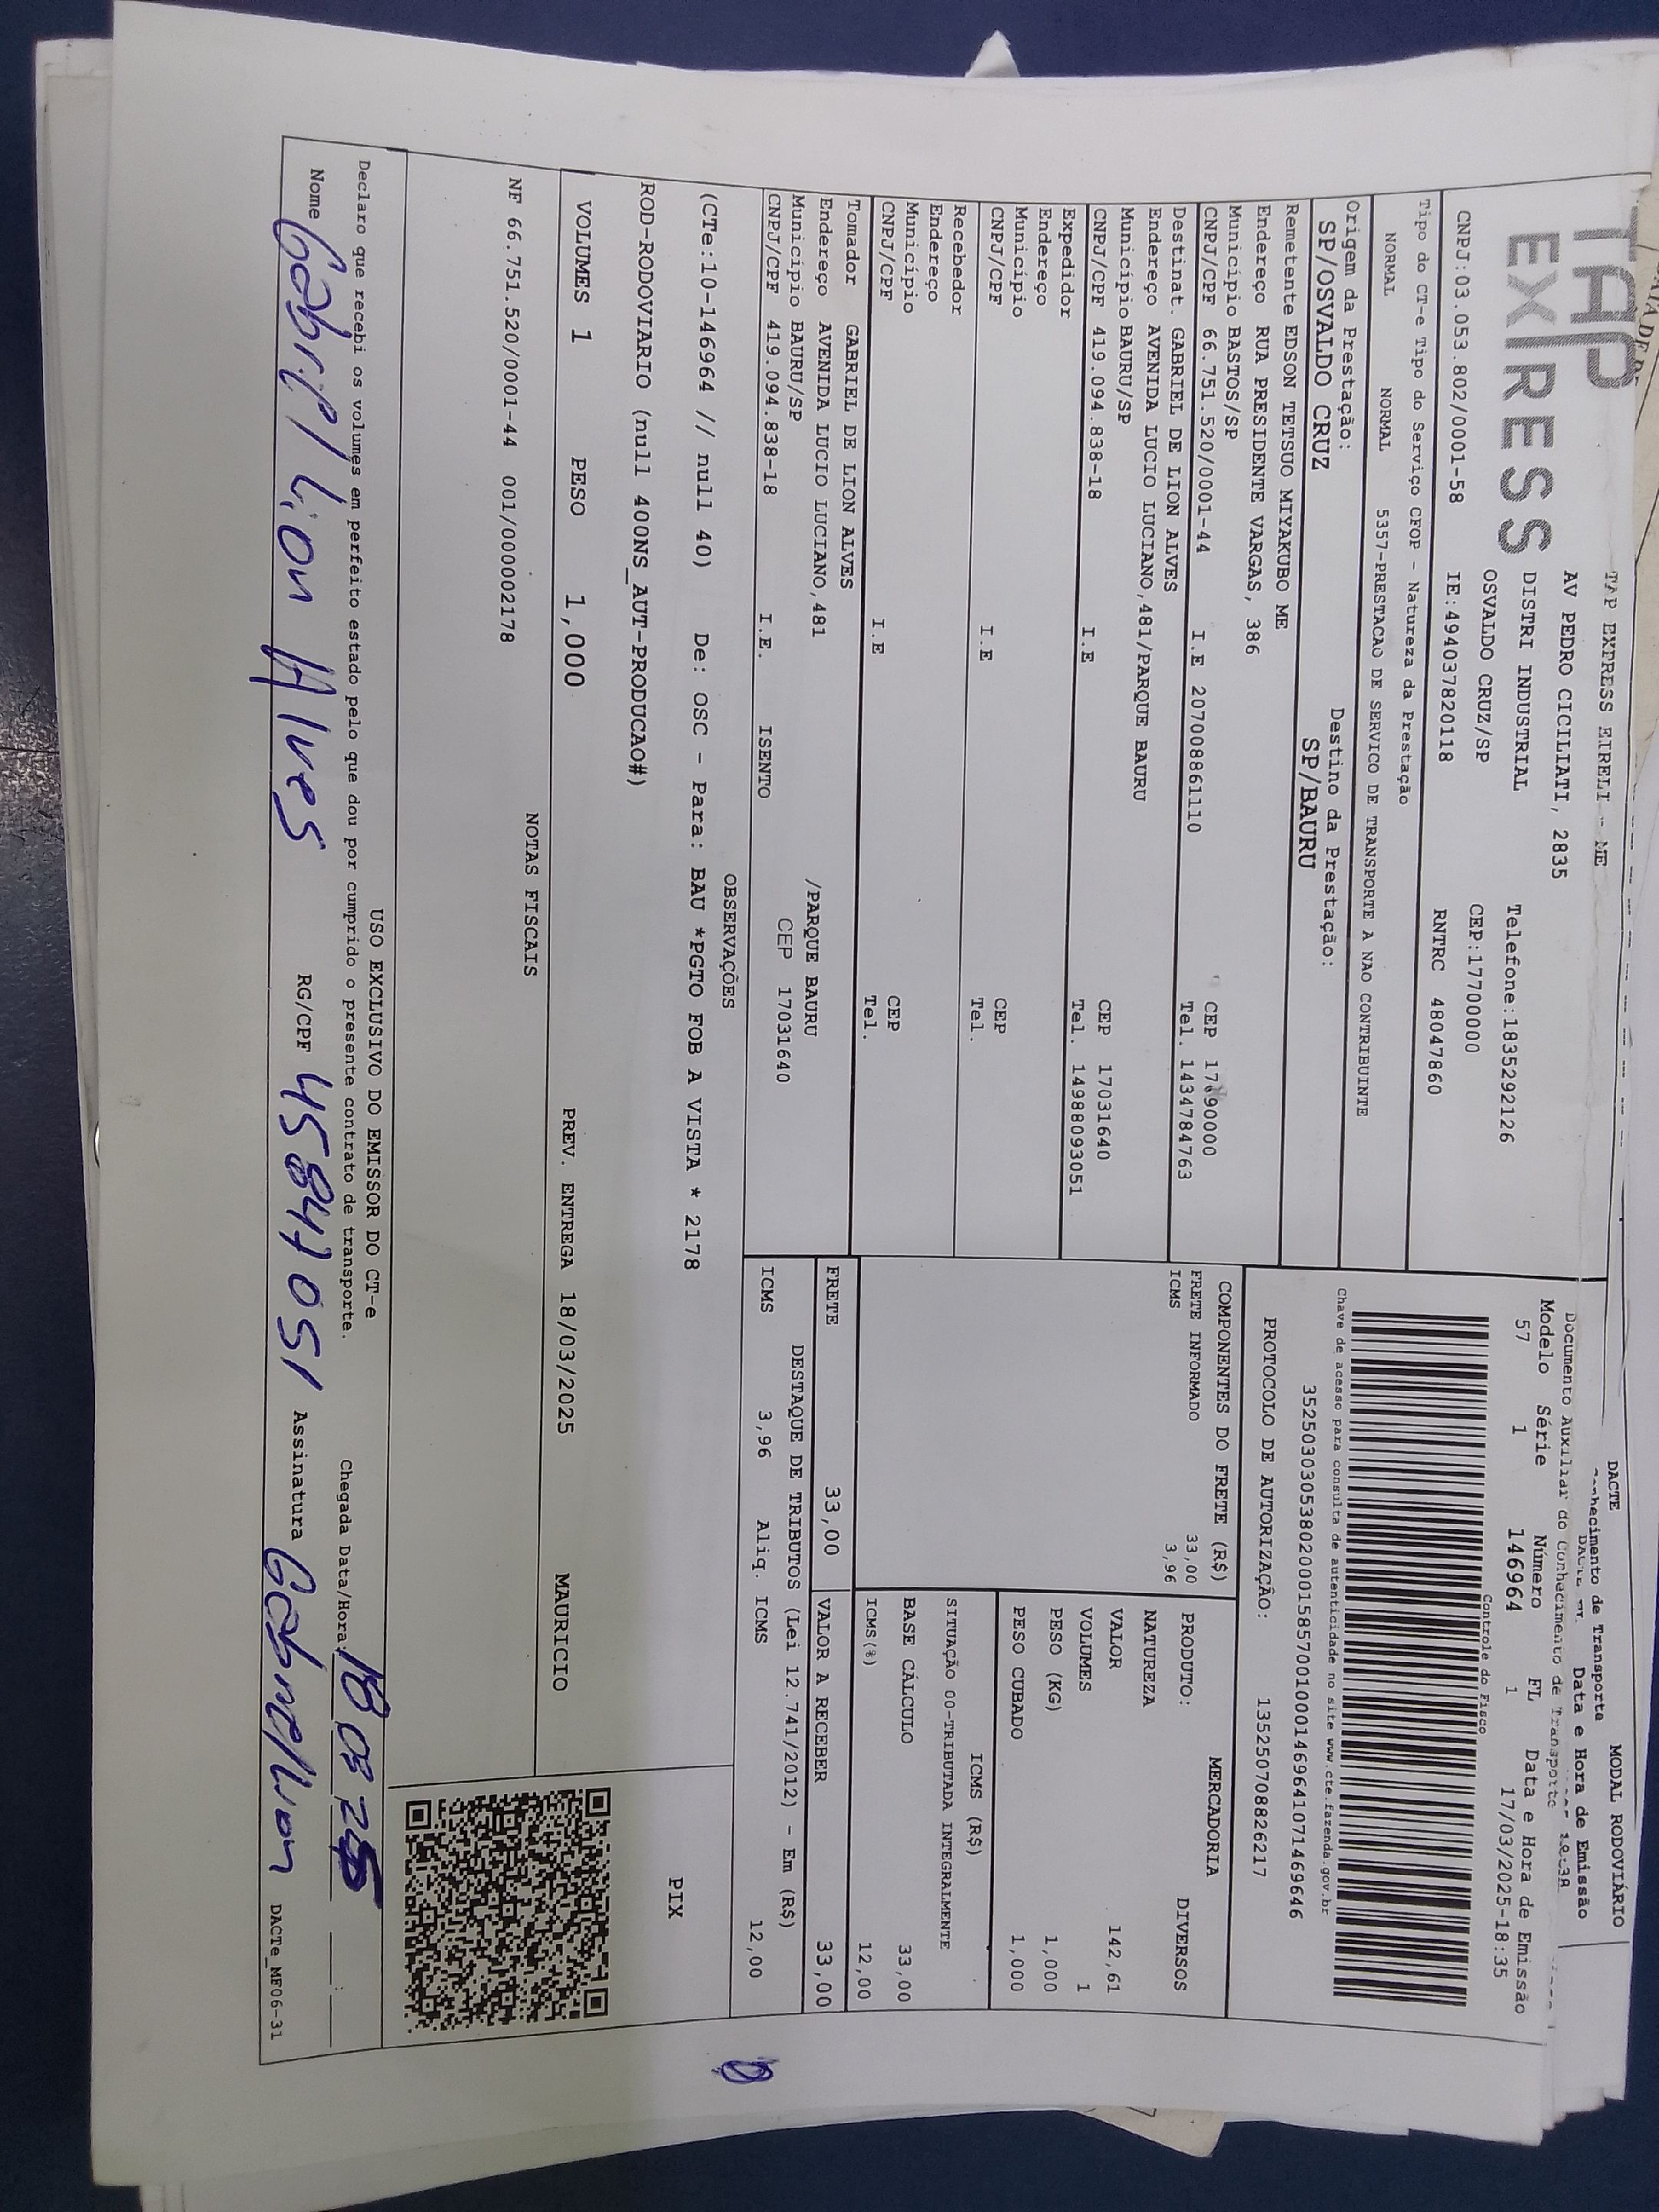 TAP
EXPRESS
TAP EXPRESS EIRELI - ME
AV PEDRO CICILIATI, 2835
DISTRI INDUSTRIAL
OSVALDO CRUZ/SP
Telefone:1835292126
CEP:17700000
CNPJ:03.053.802/0001-58 IE:494037820118 RNTRC 48047860
Tipo do CT-e Tipo do Serviço CFOP - Natureza da Prestação
NORMAL NORMAL 5357-PRESTACAO DE SERVICO DE TRANSPORTE A NAO CONTRIBUINTE
Origem da Prestação: Destino da Prestação:
SP/OSVALDO CRUZ SP/BAURU
DACTE MODAL RODOVIÁRIO
Conhecimento de Transporte Data e Hora de Emissão
Documento Auxiliar do Conhecimento de Transporte
Modelo Série Número FL Data e Hora de Emissão
57 1 146964 1 17/03/2025-18:35
Controle do Fisco
Chave de acesso para consulta de autenticidade no site www.cte.fazenda.gov.br
35250303053802000158570010001469641071469646
PROTOCOLO DE AUTORIZAÇÃO: 135250708826217
Remetente EDSON TETSUO MIYAKUBO ME
Endereço RUA PRESIDENTE VARGAS, 386
Município BASTOS/SP CEP
CNPJ/CPF 66.751.520/0001-44 I.E 207008861110 Tel. 1434784763
Destinat. GABRIEL DE LION ALVES
Endereço AVENIDA LUCIO LUCIANO,481/PARQUE BAURU
Município BAURU/SP CEP 17031640
CNPJ/CPF 419.094.838-18 I.E Tel. 14988093051
Expedidor
Endereço
Município CEP
CNPJ/CPF I.E Tel.
Recebedor
Endereço
Município CEP
CNPJ/CPF I.E Tel.
Tomador GABRIEL DE LION ALVES
Endereço AVENIDA LUCIO LUCIANO,481 /PARQUE BAURU
Município BAURU/SP CEP 17031640
CNPJ/CPF 419.094.838-18 I.E. ISENTO
COMPONENTES DO FRETE (R$)
FRETE INFORMADO 33,00
ICMS 3,96
MERCADORIA
PRODUTO: DIVERSOS
NATUREZA
VALOR 142,61
VOLUMES 1
PESO (KG) 1,000
PESO CUBADO 1,000
ICMS (R$)
SITUAÇÃO 00-TRIBUTADA INTEGRALMENTE
BASE CÁLCULO 33,00
ICMS(%) 12,00
FRETE 33,00 VALOR A RECEBER 33,00
DESTAQUE DE TRIBUTOS (Lei 12.741/2012) - Em (R$)
ICMS 3,96 Aliq. ICMS 12,00
OBSERVAÇÕES
(CTe:10-146964 // null 40) De: OSC - Para: BAU *PGTO FOB A VISTA * 2178
ROD-RODOVIARIO (null 400NS_AUT-PRODUCAO#)
PIX
VOLUMES 1 PESO 1,000 PREV. ENTREGA 18/03/2025 MAURICIO
NOTAS FISCAIS
NF 66.751.520/0001-44 001/000002178
USO EXCLUSIVO DO EMISSOR DO CT-e
Declaro que recebi os volumes em perfeito estado pelo que dou por cumprido o presente contrato de transporte. Chegada Data/Hora: 18 03 25 :
Nome Gabriel Lion Alves RG/CPF 458471051 Assinatura Gabriel Lion DACTe_MF06-31